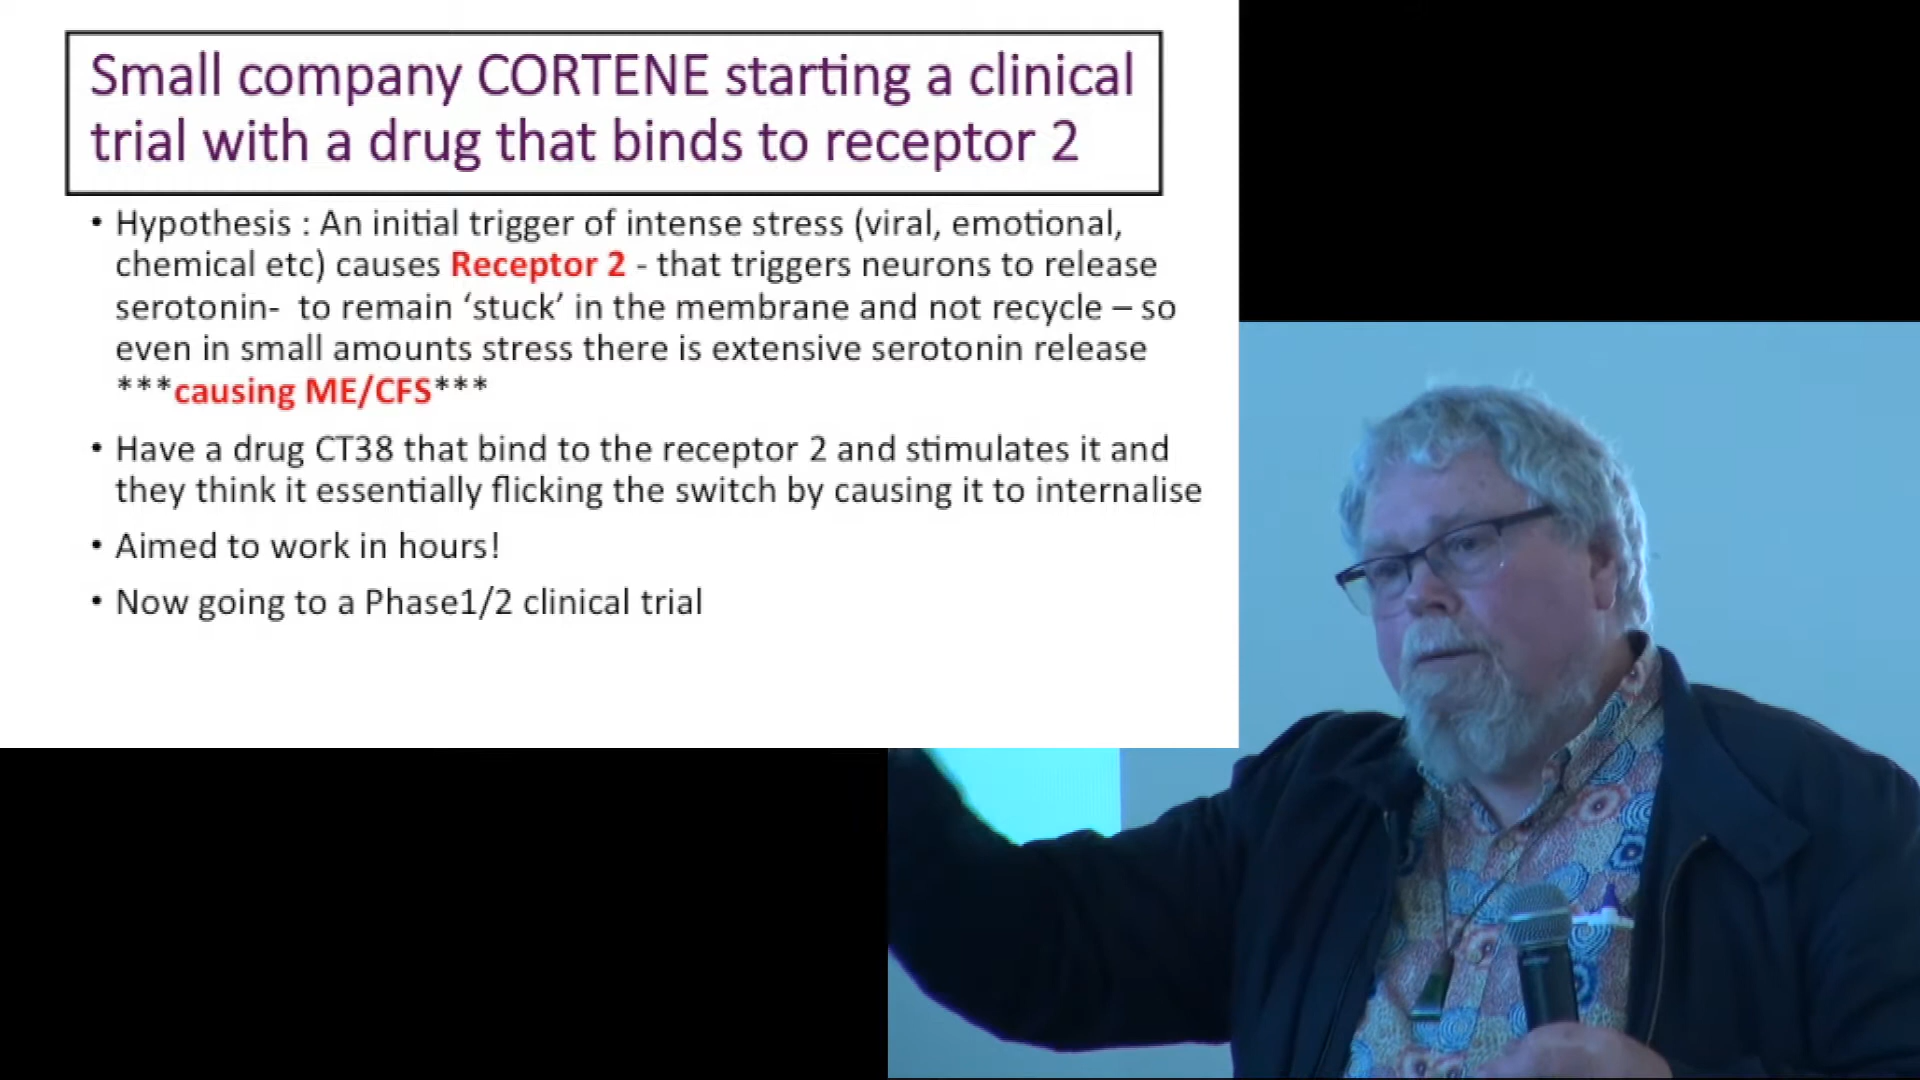 Small company CORTENE starting a clinical
trial with a drug that binds to receptor 2
• Hypothesis : An initial trigger of intense stress (viral, emotional,
chemical etc) causes Receptor 2 - that triggers neurons to release
serotonin-  to remain ‘stuck’ in the membrane and not recycle – so
even in small amounts stress there is extensive serotonin release
***causing ME/CFS***
• Have a drug CT38 that bind to the receptor 2 and stimulates it and
they think it essentially flicking the switch by causing it to internalise
• Aimed to work in hours!
• Now going to a Phase1/2 clinical trial